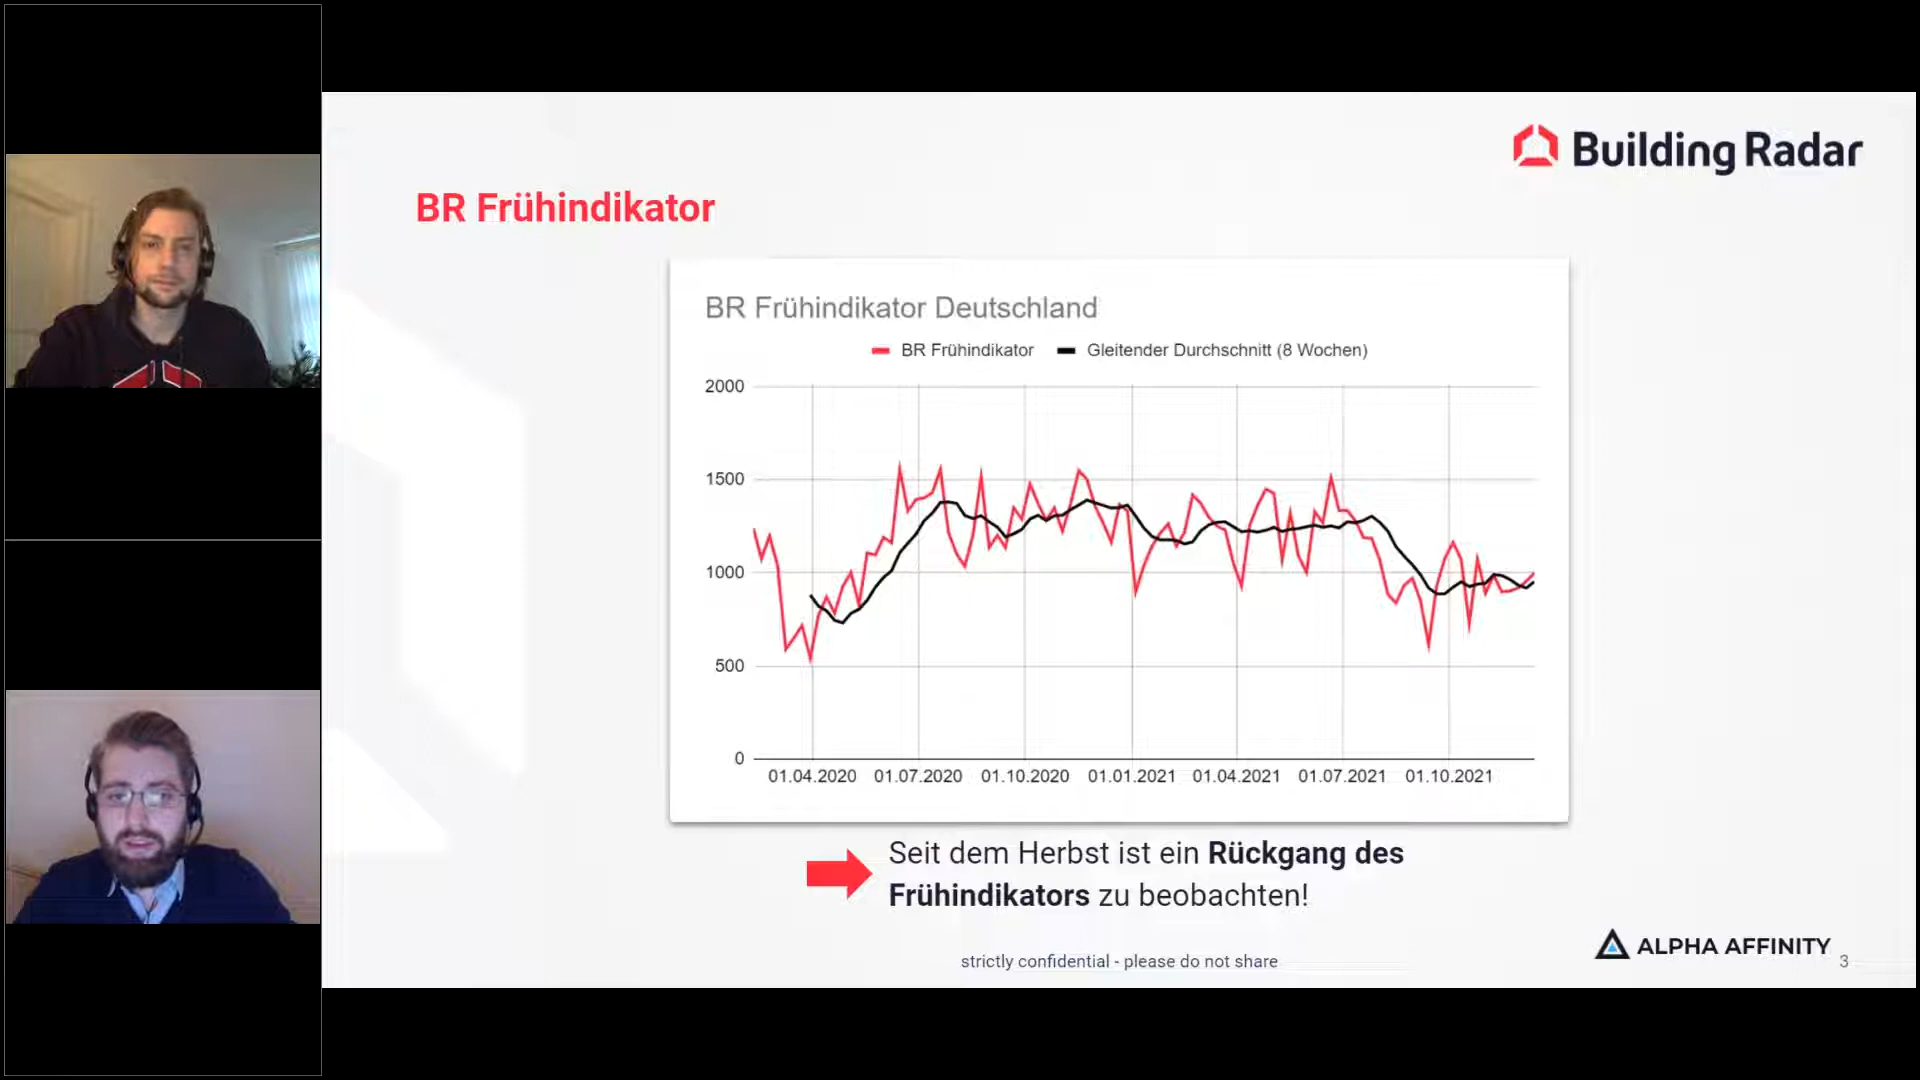 Building Radar
BR Frühindikator
BR Frühindikator Deutschland
BR Frühindikator
Gleitender Durchschnitt (8 Wochen)
2000
1500
1000
500
0
01.04.2020
01.07.2020
01.10.2020
01.01.2021
01.04.2021
01.07.2021
01.10.2021
Seit dem Herbst ist ein Rückgang des
Frühindikators zu beobachten!
ALPHA AFFINITY
strictly confidential - please do not share
3